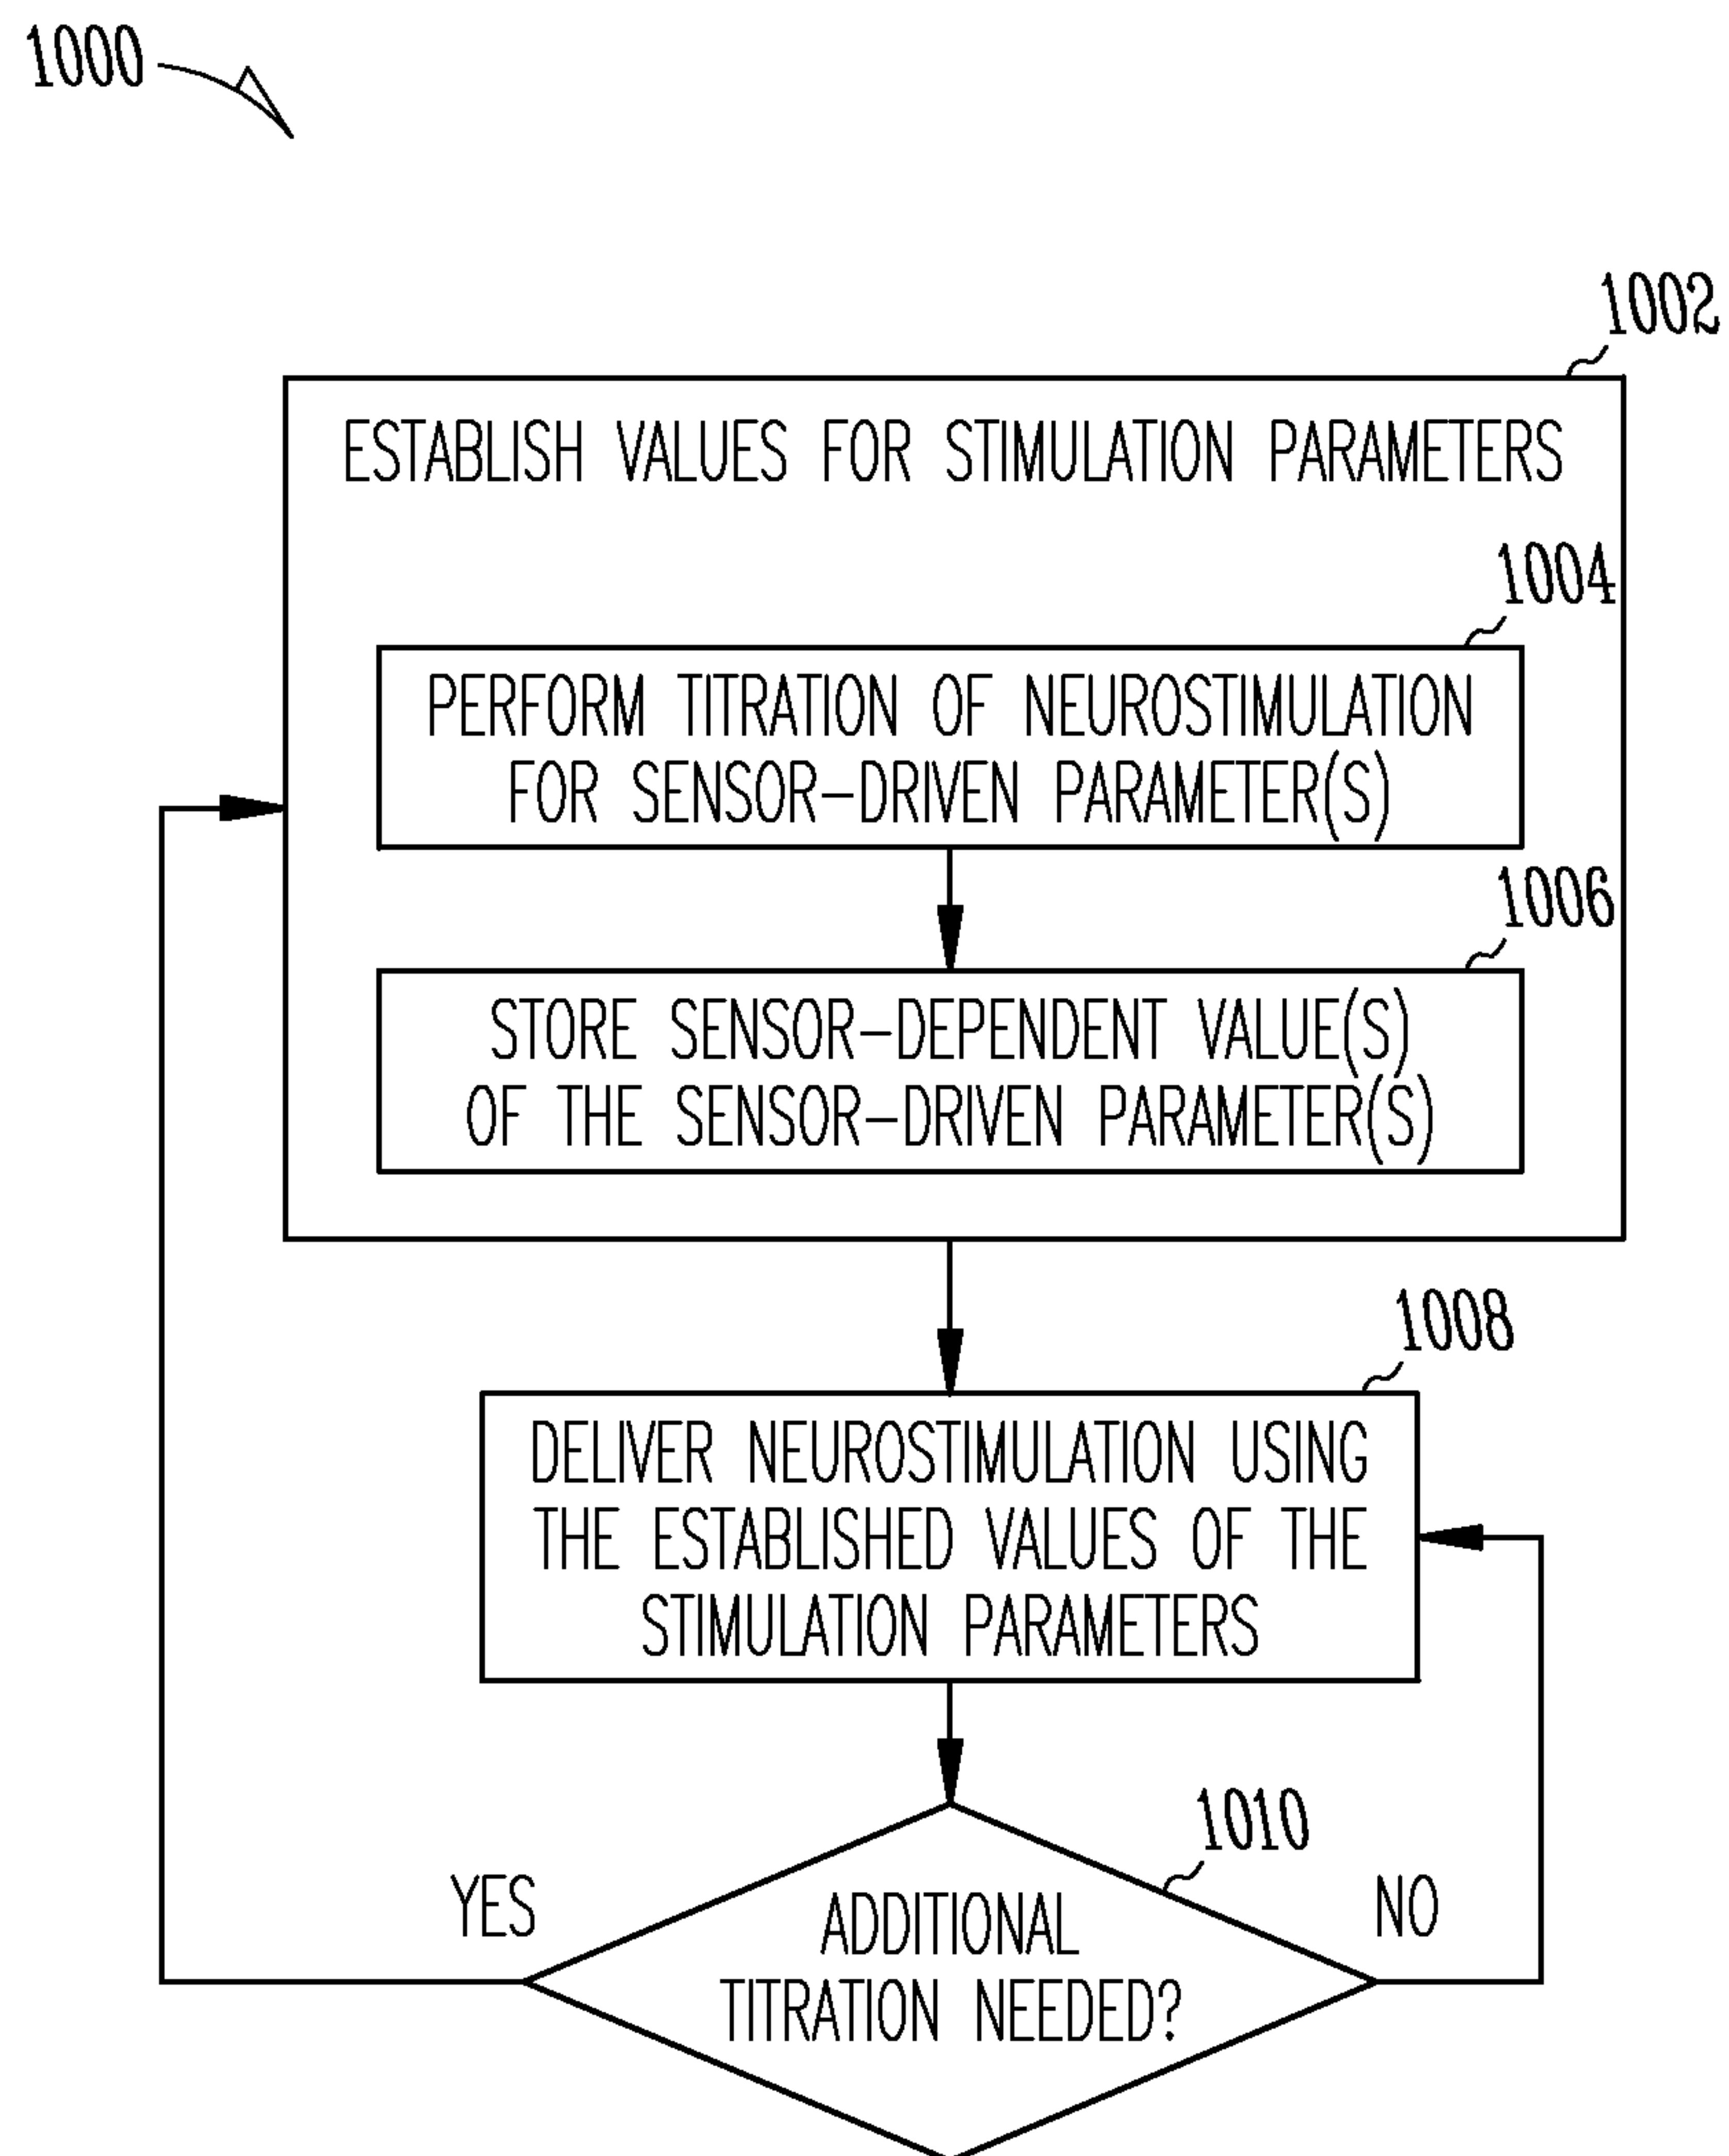 1000
1002
ESTABLISH VALUES FOR STIMULATION PARAMETERS
1004
PERFORM TITRATION OF NEUROSTIMULATION
FOR SENSOR-DRIVEN PARAMETER(S)
1006
STORE SENSOR-DEPENDENT VALUE(S)
OF THE SENSOR-DRIVEN PARAMETER(S)
1008
DELIVER NEUROSTIMULATION USING
THE ESTABLISHED VALUES OF THE
STIMULATION PARAMETERS
1010
YES
NO
ADDITIONAL
TITRATION NEEDED?